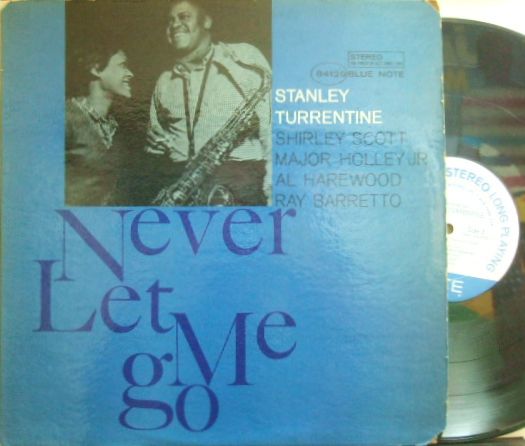 STEREO
84129 BLUE NOTE
STANLEY
TURRENTINE
SHIRLEY SCOTT
MAJOR HOLLEY JR
AL HAREWOOD
RAY BARRETTO
Never
Let Me
go
STEREO LONG PLAYING